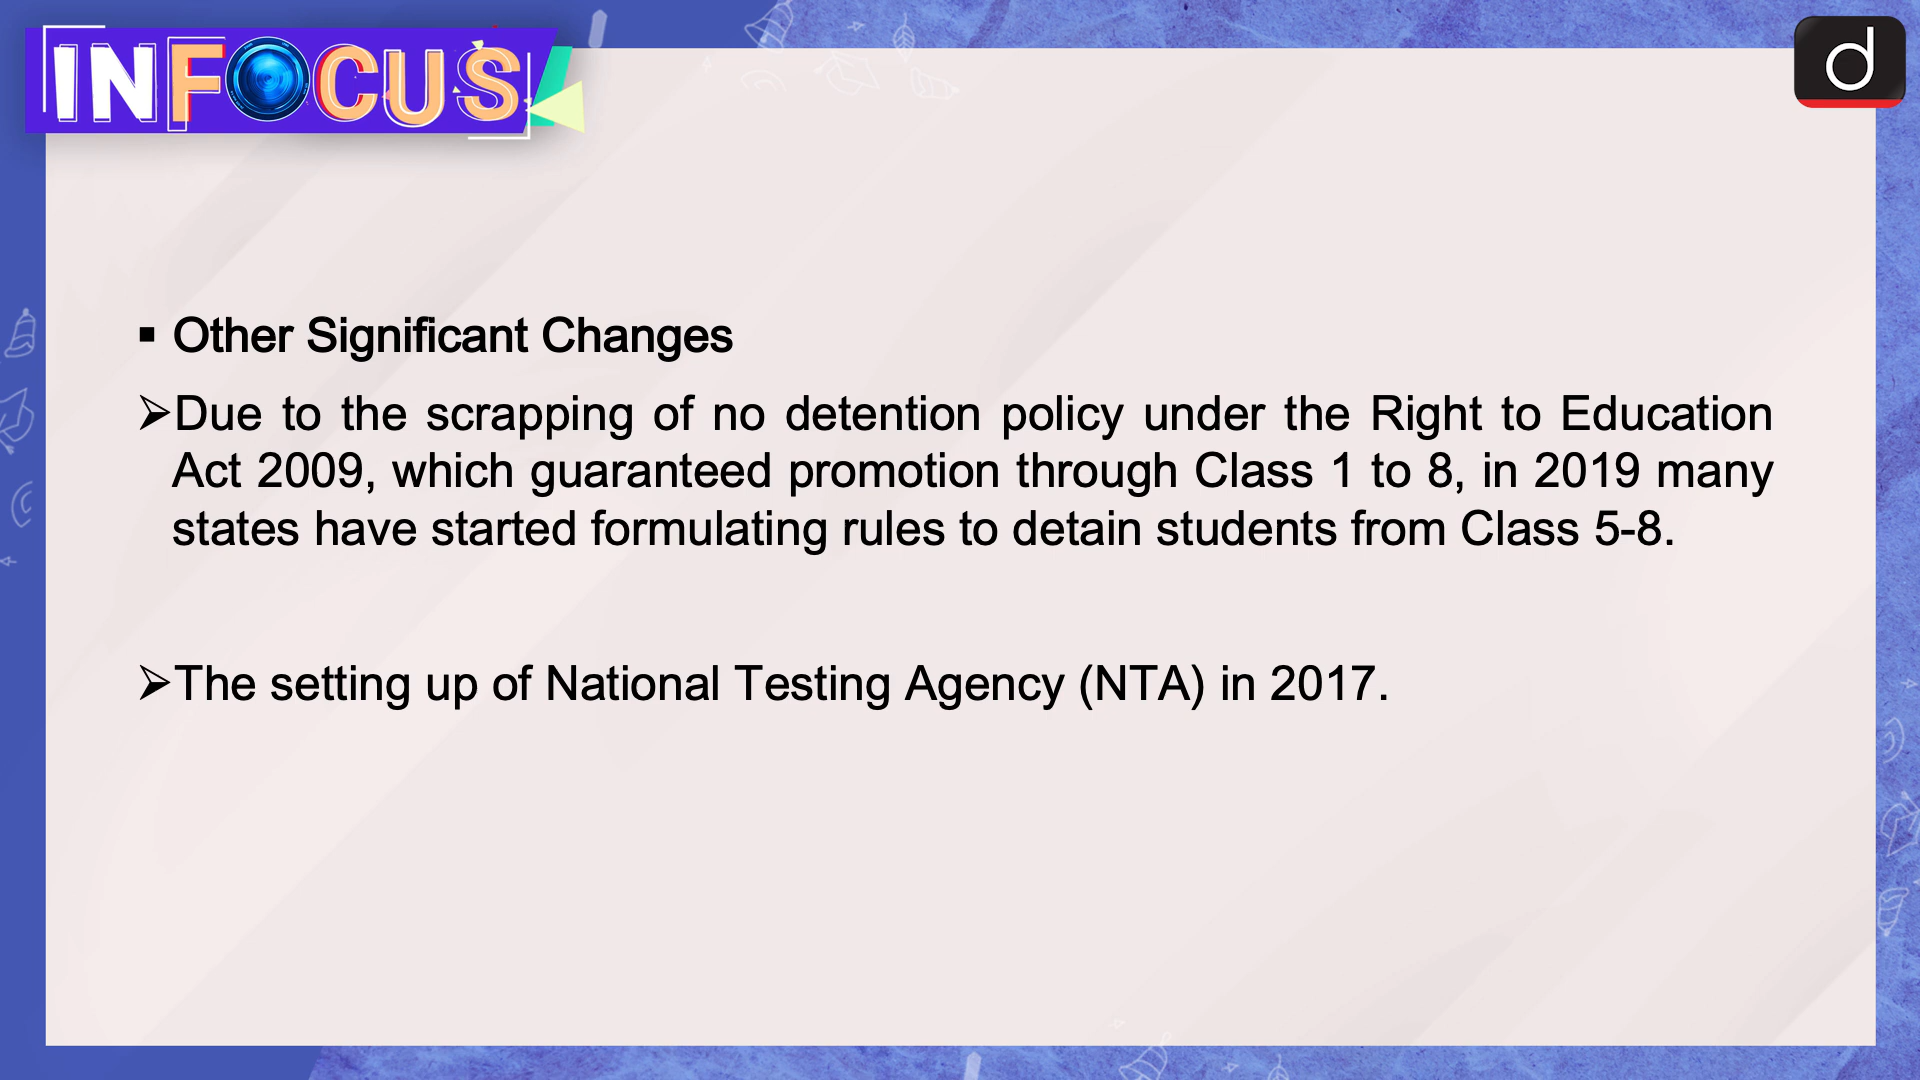 INFOCUS
d
▪ Other Significant Changes
➢Due to the scrapping of no detention policy under the Right to Education
Act 2009, which guaranteed promotion through Class 1 to 8, in 2019 many
states have started formulating rules to detain students from Class 5-8.
➢The setting up of National Testing Agency (NTA) in 2017.